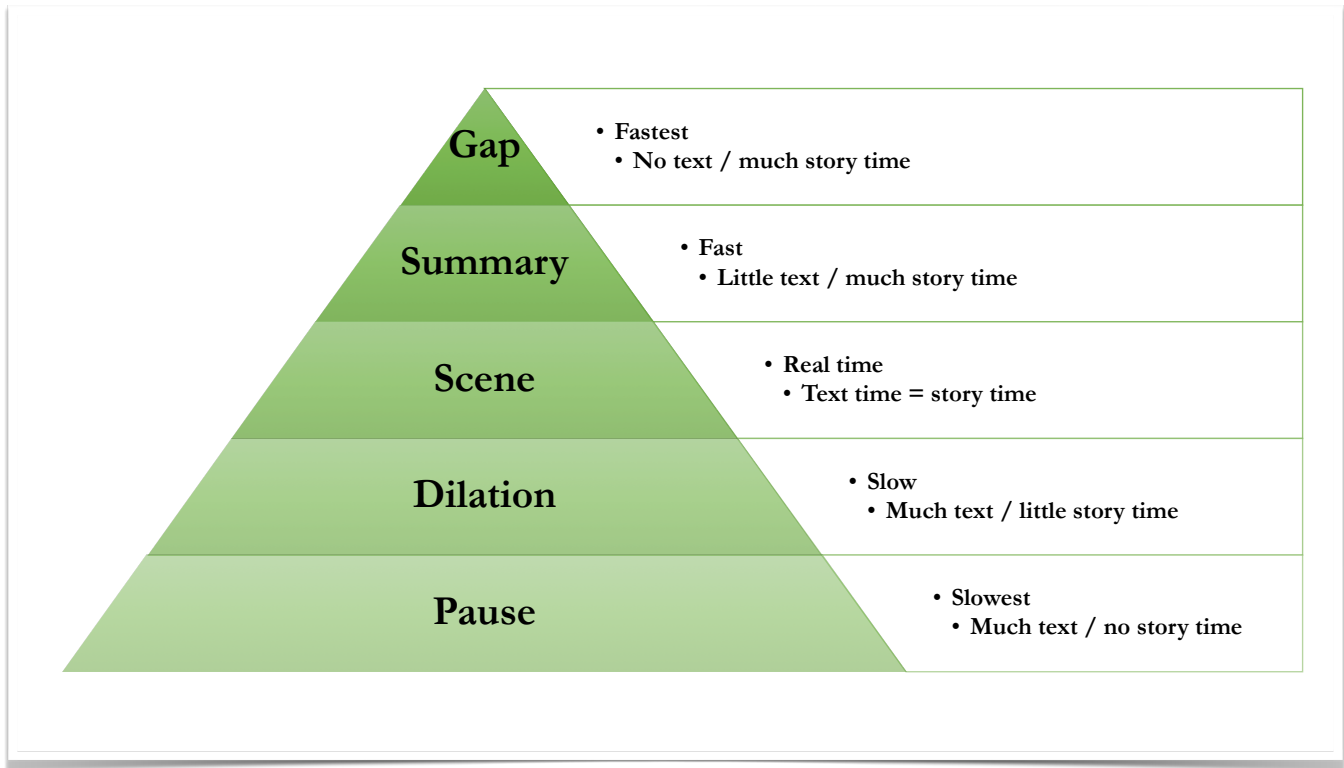 Gap
• Fastest
• No text / much story time
Summary
• Fast
• Little text / much story time
Scene
• Real time
• Text time = story time
Dilation
• Slow
• Much text / little story time
Pause
• Slowest
• Much text / no story time